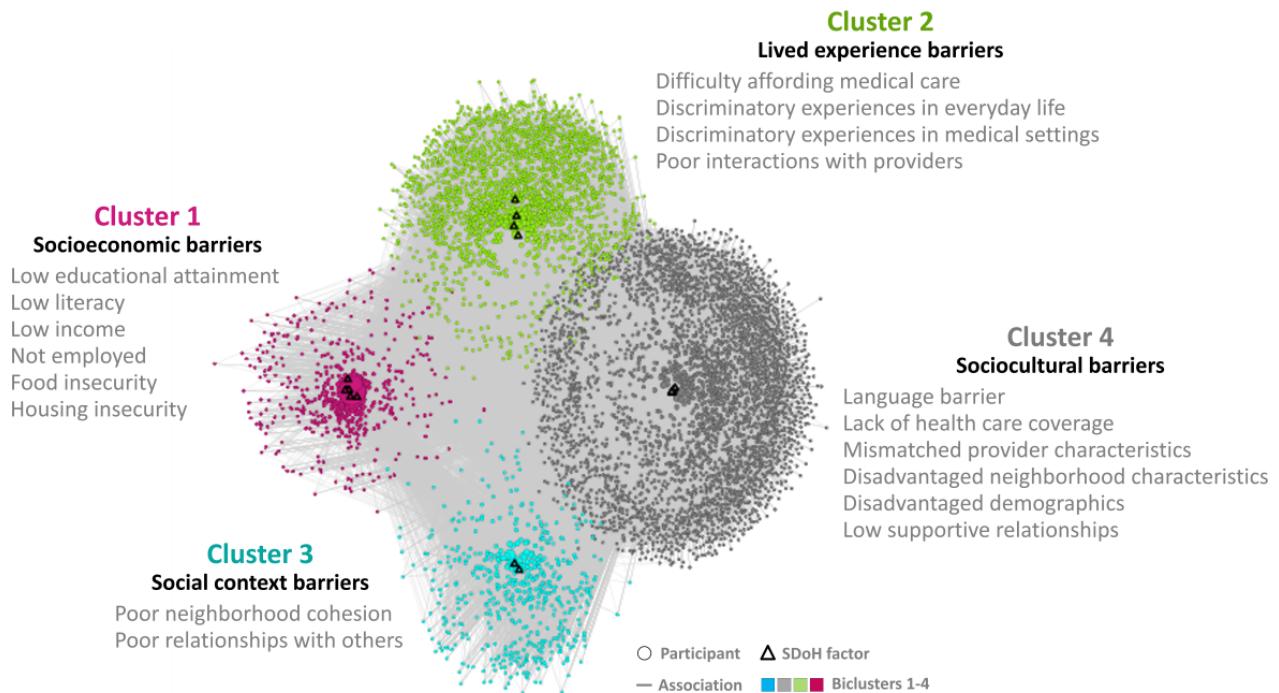 Cluster 2
Lived experience barriers
Difficulty affording medical care
Discriminatory experiences in everyday life
Discriminatory experiences in medical settings
Poor interactions with providers
Cluster 1
Socioeconomic barriers
Low educational attainment
Low literacy
Low income
Not employed
Food insecurity
Housing insecurity
Cluster 4
Sociocultural barriers
Language barrier
Lack of health care coverage
Mismatched provider characteristics
Disadvantaged neighborhood characteristics
Disadvantaged demographics
Low supportive relationships
Cluster 3
Social context barriers
Poor neighborhood cohesion
Poor relationships with others
Participant SDoH factor
Association Biclusters 1-4